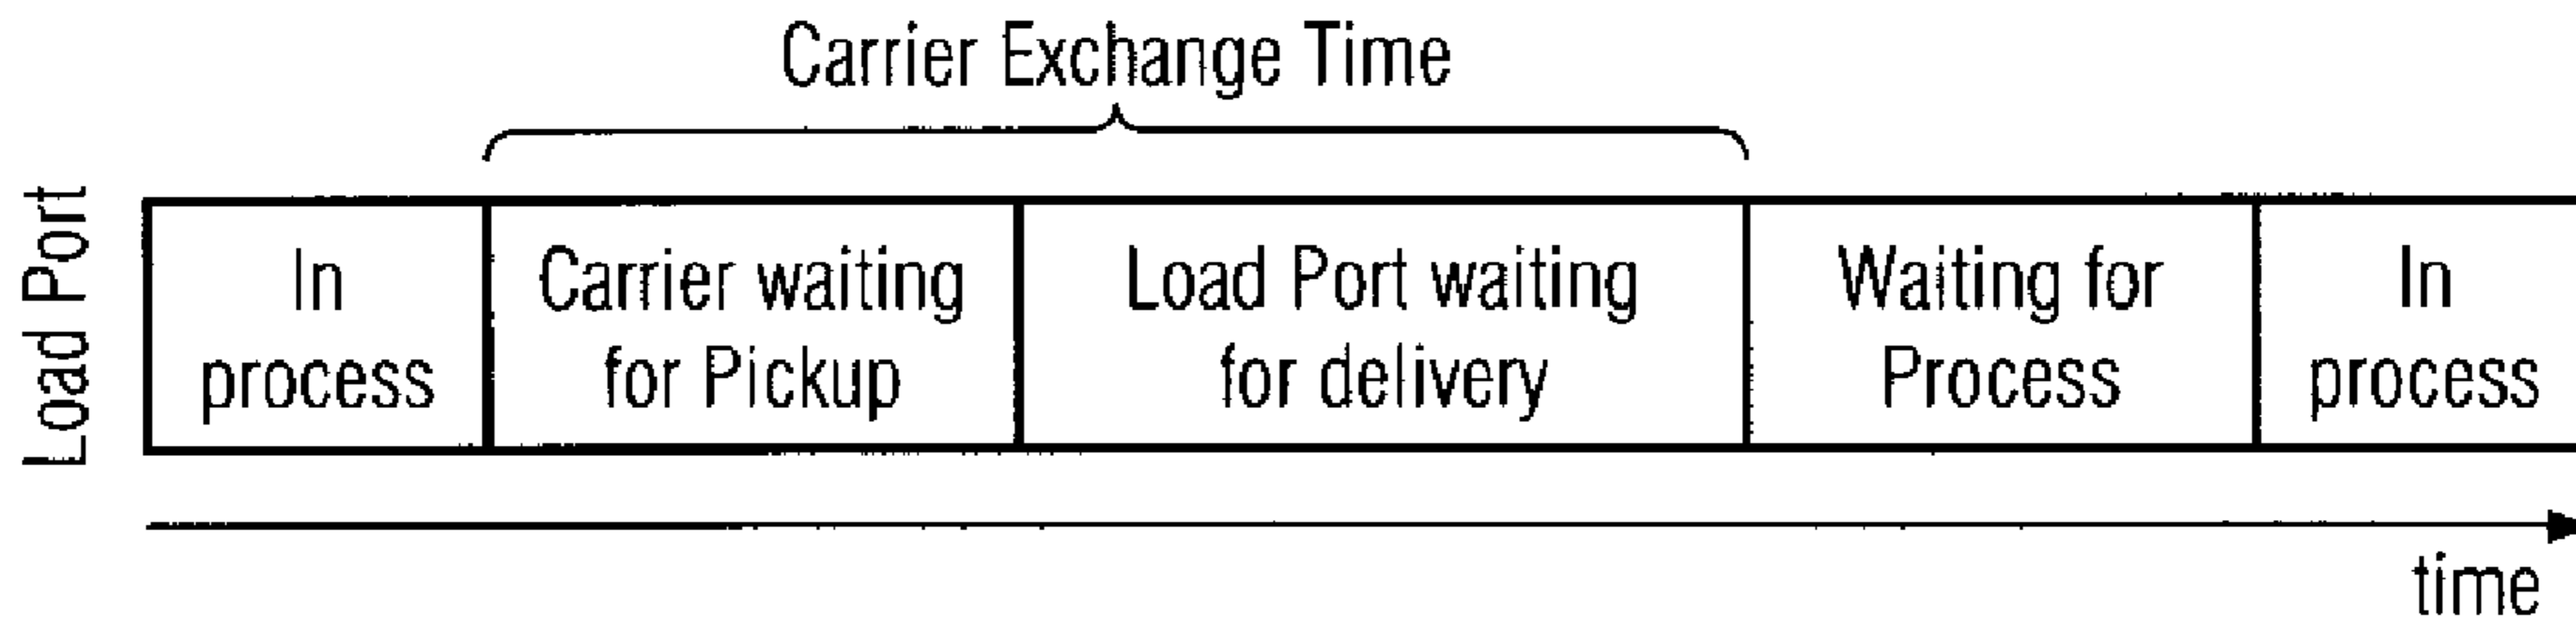 Carrier Exchange Time
Load Port
In
process
Carrier waiting
for Pickup
Load Port waiting
for delivery
Waiting for
Process
In
process
time